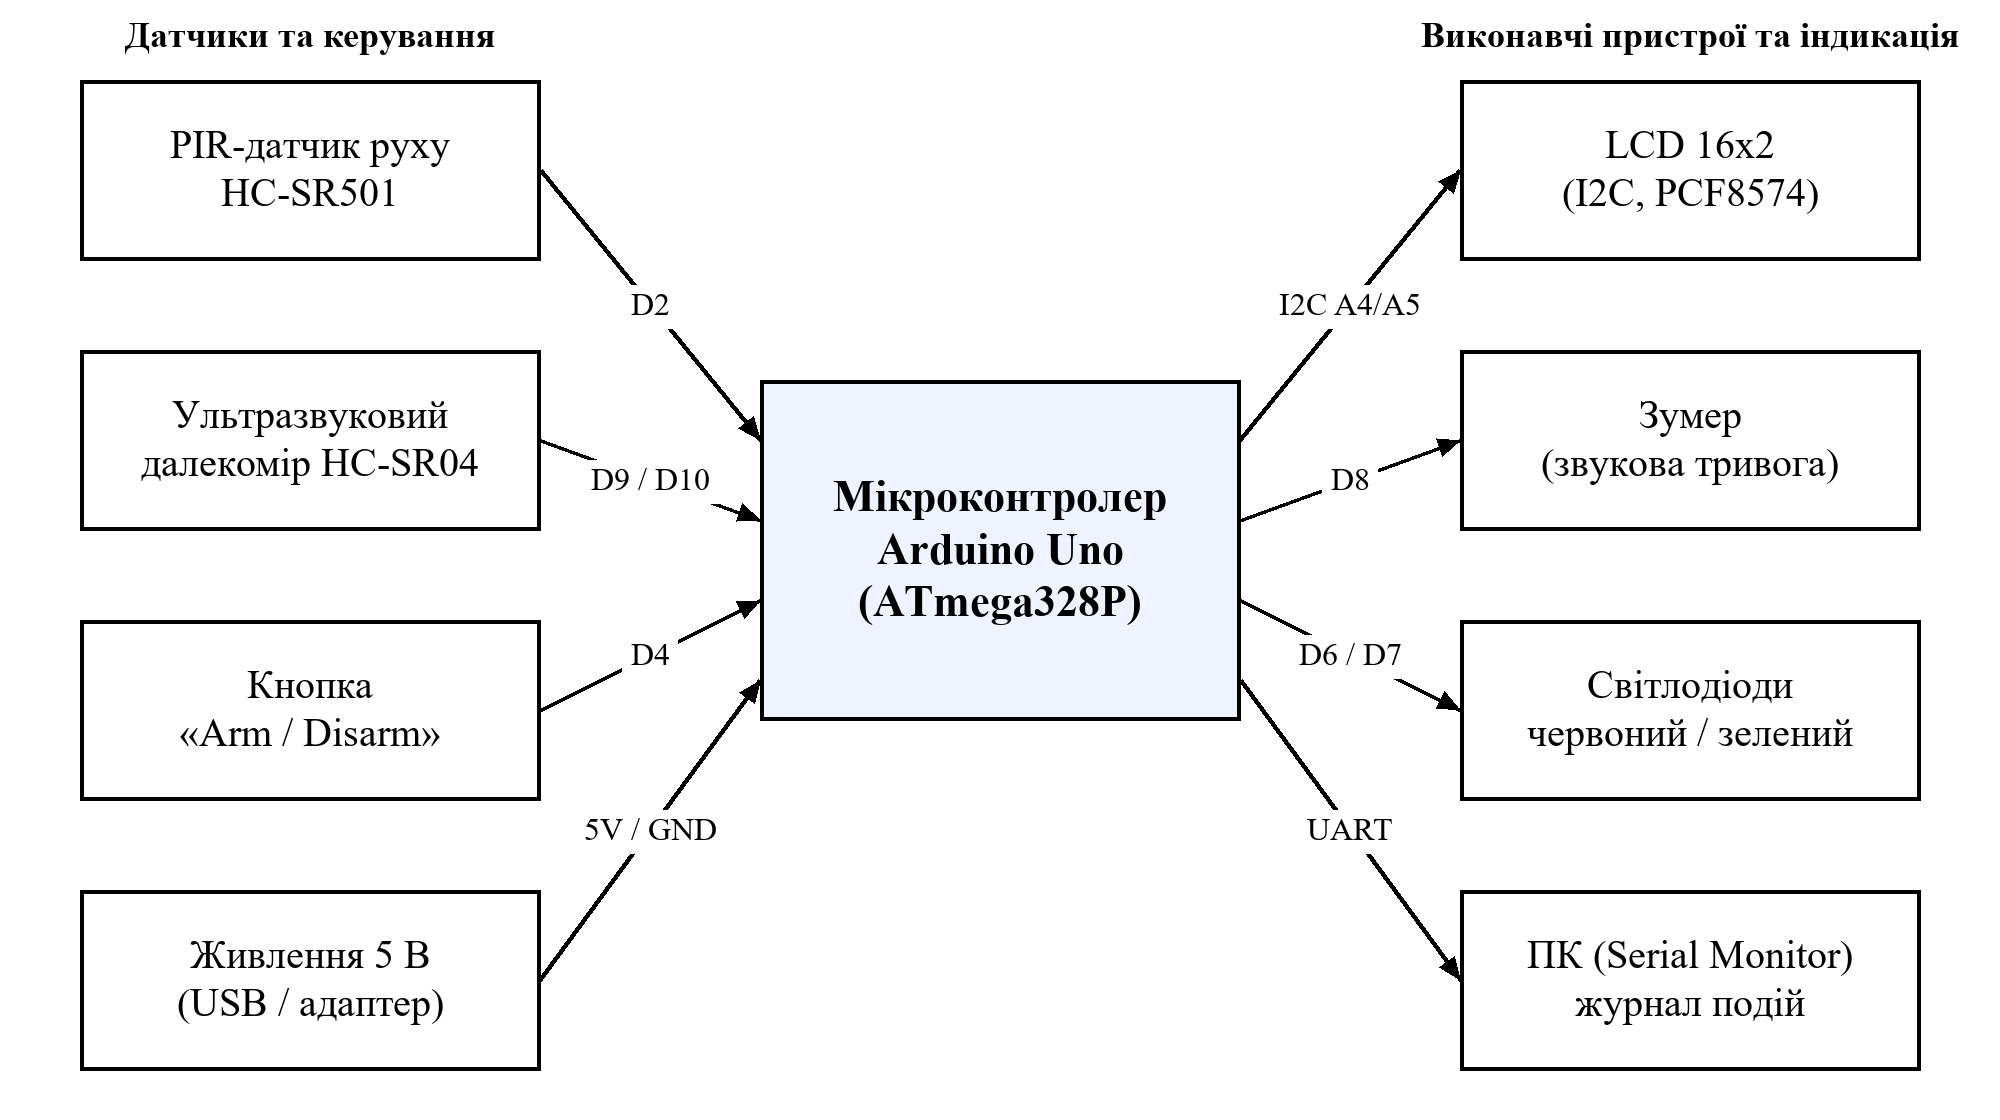 Датчики та керування
PIR-датчик руху
HC-SR501
D2
Ультразвуковий
далекомір HC-SR04
D9 / D10
Кнопка
«Arm / Disarm»
D4
Живлення 5 В
(USB / адаптер)
5V / GND
Мікроконтролер
Arduino Uno
(ATmega328P)
Виконавчі пристрої та індикація
I2C A4/A5
LCD 16x2
(I2C, PCF8574)
D8
Зумер
(звукова тривога)
D6 / D7
Світлодіоди
червоний / зелений
UART
ПК (Serial Monitor)
журнал подій